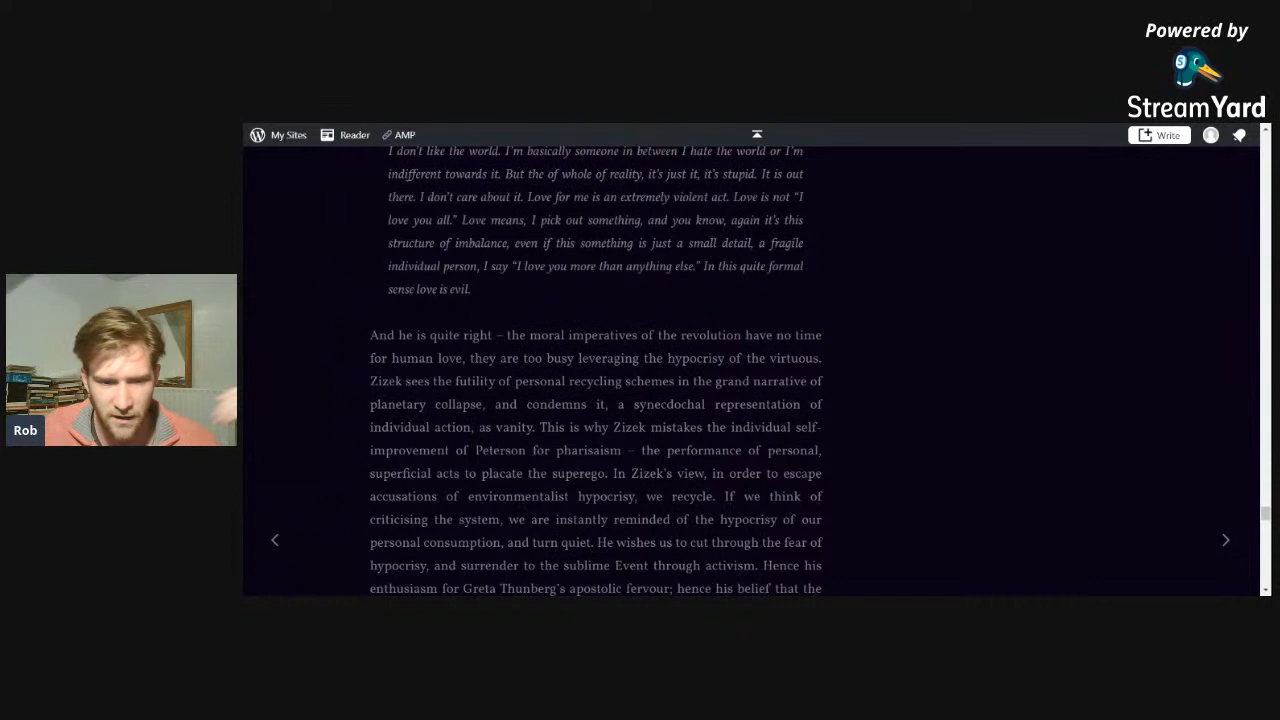 Powered by
StreamYard
My Sites
Reader
AMP
Write
I don't like the world. I'm basically someone in between I hate the world or I'm
indifferent towards it. But the of whole of reality, it's just it, it's stupid. It is out
there. I don't care about it. Love for me is an extremely violent act. Love is not “I
love you all.” Love means, I pick out something, and you know, again it's this
structure of imbalance, even if this something is just a small detail, a fragile
individual person, I say “I love you more than anything else.” In this quite formal
sense love is evil.
And he is quite right – the moral imperatives of the revolution have no time
for human love, they are too busy leveraging the hypocrisy of the virtuous.
Zizek sees the futility of personal recycling schemes in the grand narrative of
planetary collapse, and condemns it, a synecdochal representation of
individual action, as vanity. This is why Zizek mistakes the individual self-
improvement of Peterson for pharisaism – the performance of personal,
superficial acts to placate the superego. In Zizek's view, in order to escape
accusations of environmentalist hypocrisy, we recycle. If we think of
criticising the system, we are instantly reminded of the hypocrisy of our
personal consumption, and turn quiet. He wishes us to cut through the fear of
hypocrisy, and surrender to the sublime Event through activism. Hence his
enthusiasm for Greta Thunberg's apostolic fervour; hence his belief that the
Rob